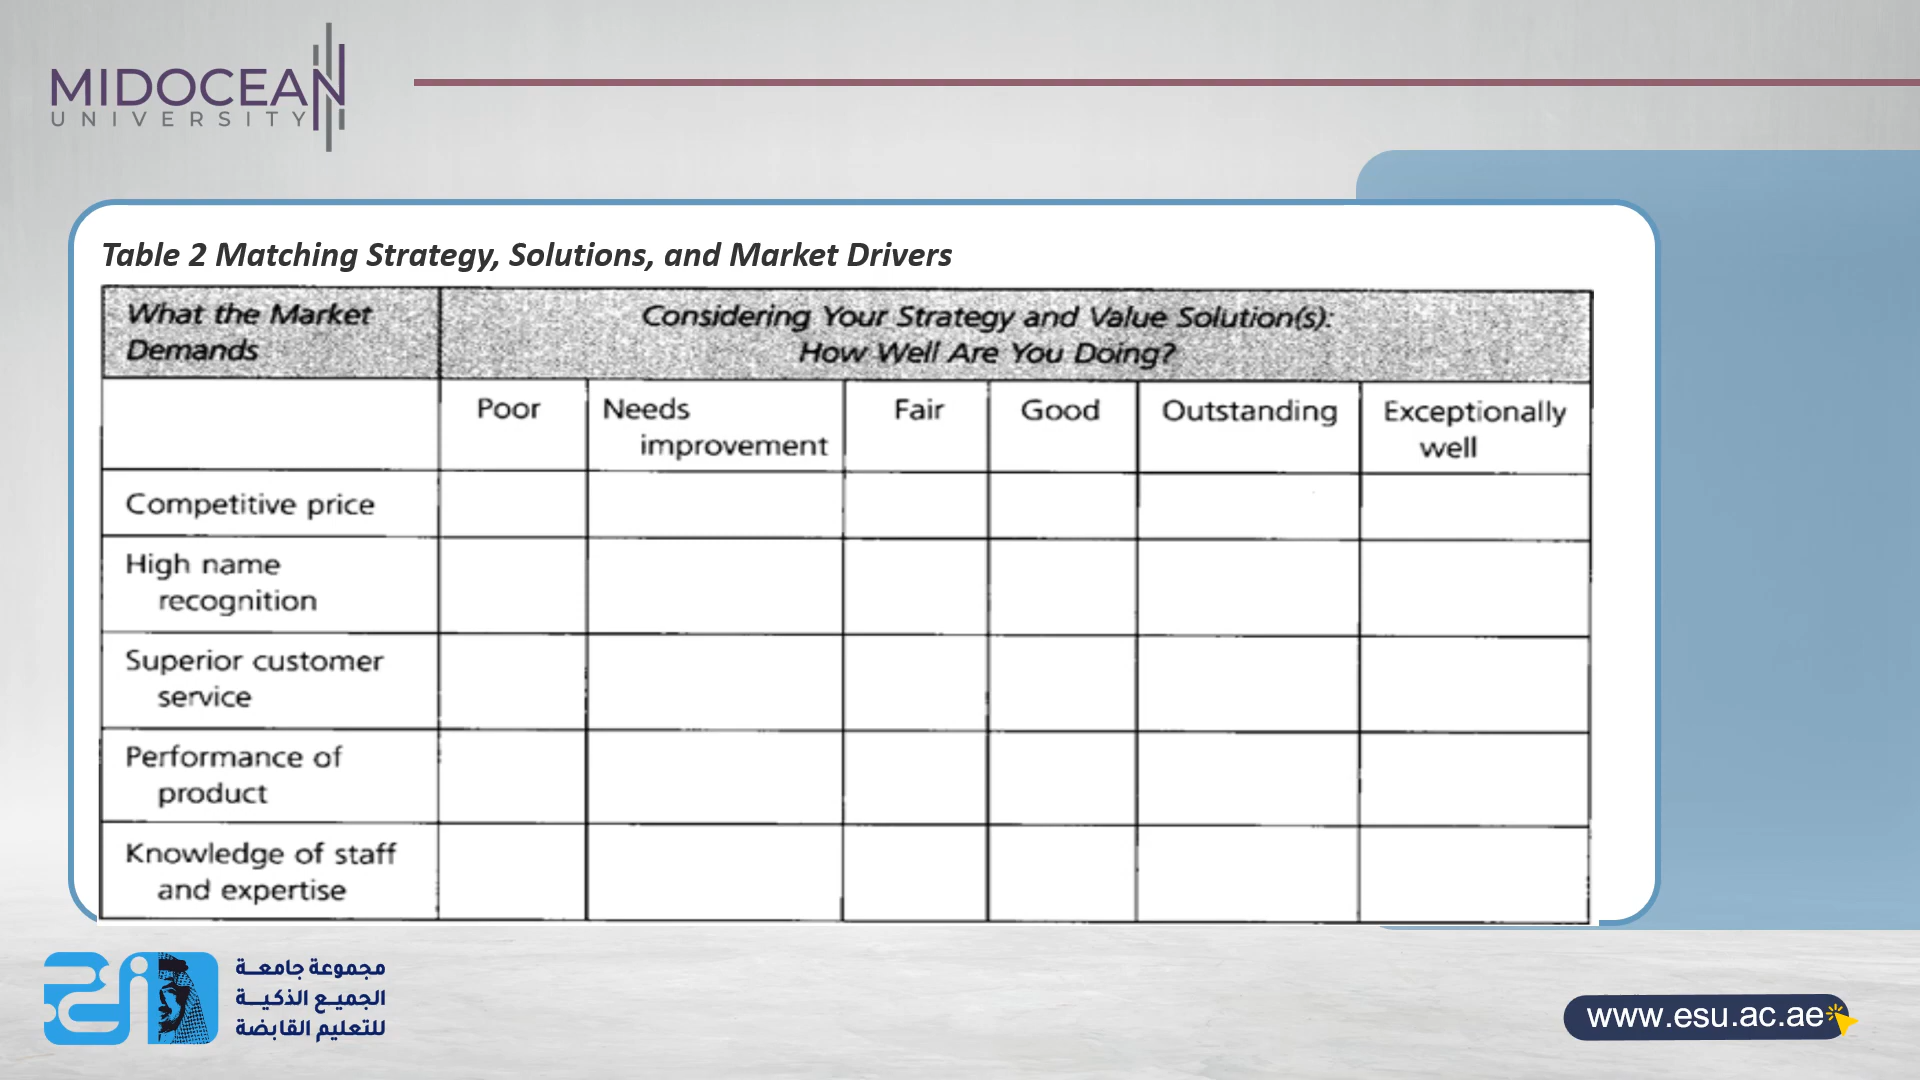 MIDOCEAN
UNIVERSITY
Table 2 Matching Strategy, Solutions, and Market Drivers
What the Market
Demands
Considering Your Strategy and Value Solution(s):
How Well Are You Doing?
Poor
Needs
improvement
Fair
Good
Outstanding
Exceptionally
well
Competitive price
High name
recognition
Superior customer
service
Performance of
product
Knowledge of staff
and expertise
مجموعة جامعة
الجميع الذكية
للتعليم القابضة
www.esu.ac.ae